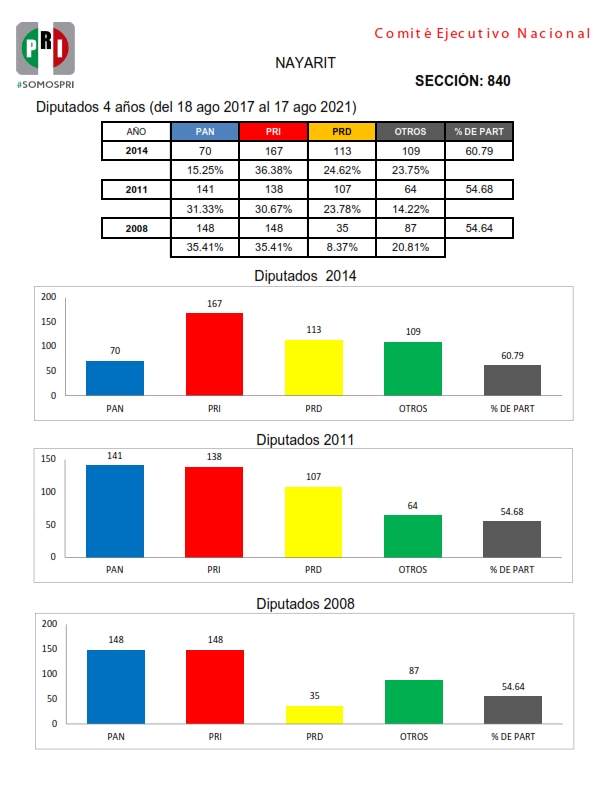 Comité Ejecutivo Nacional
PRI
#SOMOSPRI
NAYARIT
SECCIÓN: 840
Diputados 4 años (del 18 ago 2017 al 17 ago 2021)
AÑO PAN PRI PRD OTROS % DE PART
2014 70 167 113 109 60.79
15.25% 36.38% 24.62% 23.75%
2011 141 138 107 64 54.68
31.33% 30.67% 23.78% 14.22%
2008 148 148 35 87 54.64
35.41% 35.41% 8.37% 20.81%
Diputados 2014
200
150
100
50
0
70 167 113 109 60.79
PAN PRI PRD OTROS % DE PART
Diputados 2011
150
100
50
0
141 138 107 64 54.68
PAN PRI PRD OTROS % DE PART
Diputados 2008
200
150
100
50
0
148 148 35 87 54.64
PAN PRI PRD OTROS % DE PART